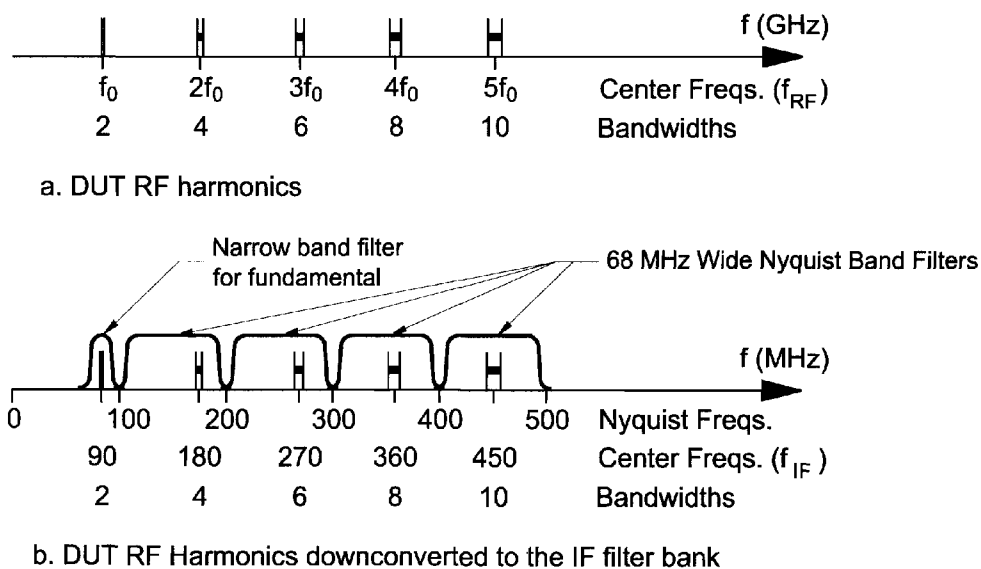 f (GHz)
f0 2f0 3f0 4f0 5f0 Center Freqs. (fRF)
2 4 6 8 10 Bandwidths
a. DUT RF harmonics
Narrow band filter
for fundamental
68 MHz Wide Nyquist Band Filters
f (MHz)
0 100 200 300 400 500 Nyquist Freqs.
90 180 270 360 450 Center Freqs. (fIF )
2 4 6 8 10 Bandwidths
b. DUT RF Harmonics downconverted to the IF filter bank